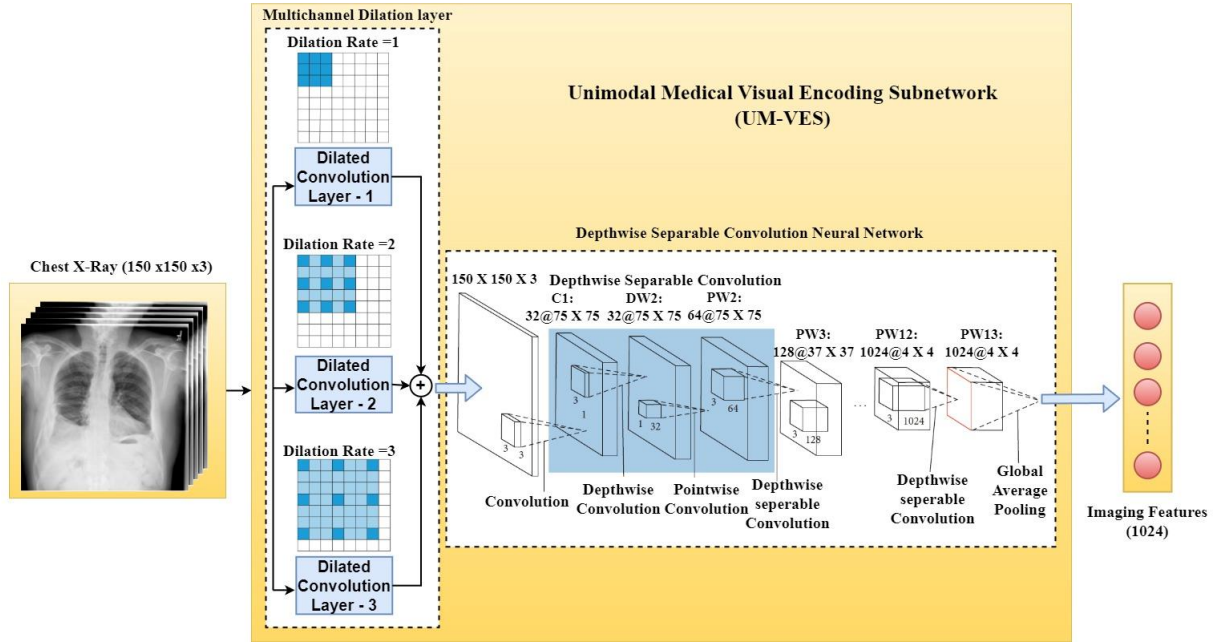 Multichannel Dilation layer
Dilation Rate =1
Dilated
Convolution
Layer - 1
Dilation Rate =2
Dilated
Convolution
Layer - 2
Dilation Rate =3
Dilated
Convolution
Layer - 3
Unimodal Medical Visual Encoding Subnetwork
(UM-VES)
Chest X-Ray (150 x150 x3)
+
Depthwise Separable Convolution Neural Network
150 X 150 X 3
Depthwise Separable Convolution
C1:
32@75 X 75
DW2:
32@75 X 75
PW2:
64@75 X 75
PW3:
128@37 X 37
PW12:
1024@4 X 4
PW13:
1024@4 X 4
3
3
3
1
1
32
3
64
3
128
...
3
1024
Convolution
Depthwise
Convolution
Pointwise
Convolution
Depthwise
seperable
Convolution
Depthwise
seperable
Convolution
Global
Average
Pooling
Imaging Features
(1024)